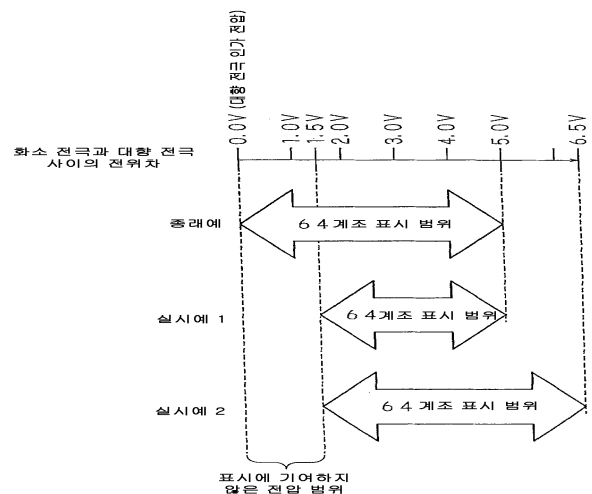 0.0V (대향 전극 인가 전압)
1.0V
1.5V
2.0V
3.0V
4.0V
5.0V
6.5V
화소 전극과 대향 전극
사이의 전위차
종래예
6 4 계조 표시 범위
실시예 1
6 4 계조 표시 범위
실시예 2
6 4 계조 표시 범위
표시에 기여하지
않은 전압 범위